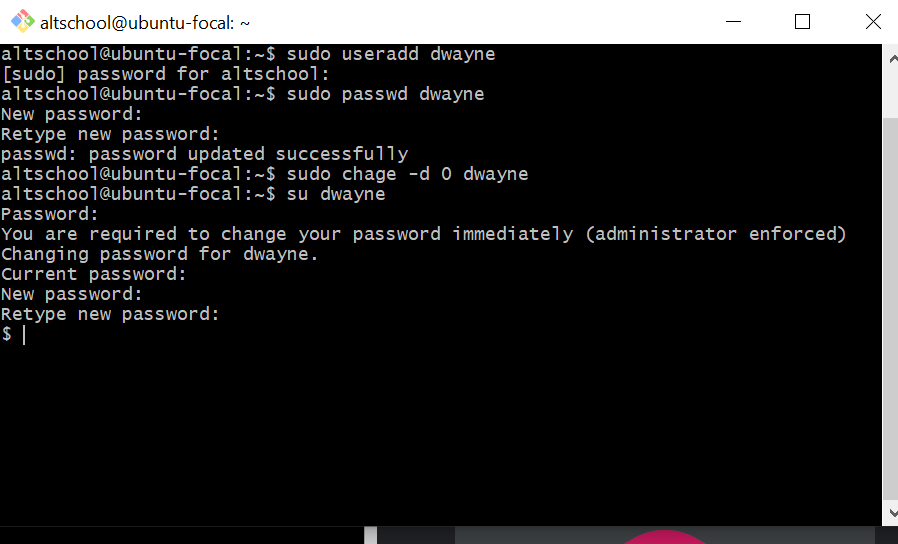 altschool@ubuntu-focal: ~
altschool@ubuntu-focal:~$ sudo useradd dwayne
[sudo] password for altschool:
altschool@ubuntu-focal:~$ sudo passwd dwayne
New password:
Retype new password:
passwd: password updated successfully
altschool@ubuntu-focal:~$ sudo chage -d 0 dwayne
altschool@ubuntu-focal:~$ su dwayne
Password:
You are required to change your password immediately (administrator enforced)
Changing password for dwayne.
Current password:
New password:
Retype new password:
$